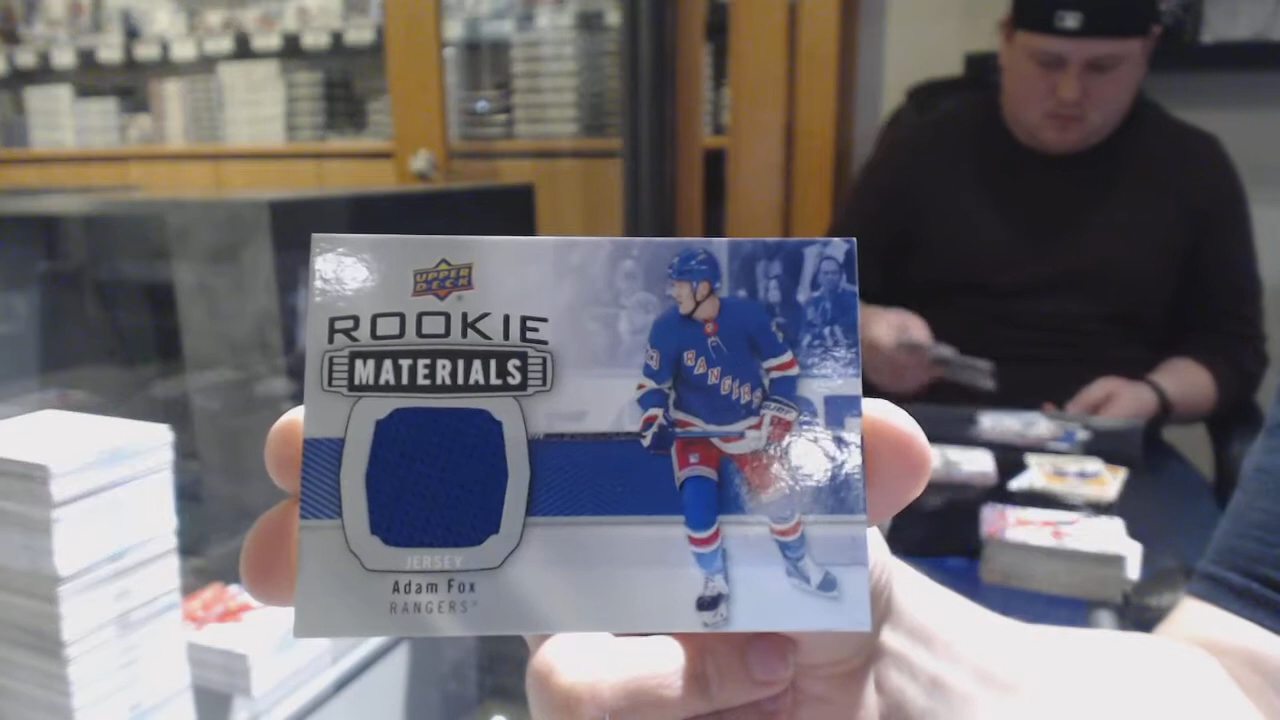 UPPER
DECK
ROOKIE
MATERIALS
RANGERS
JERSEY
Adam Fox
RANGERS